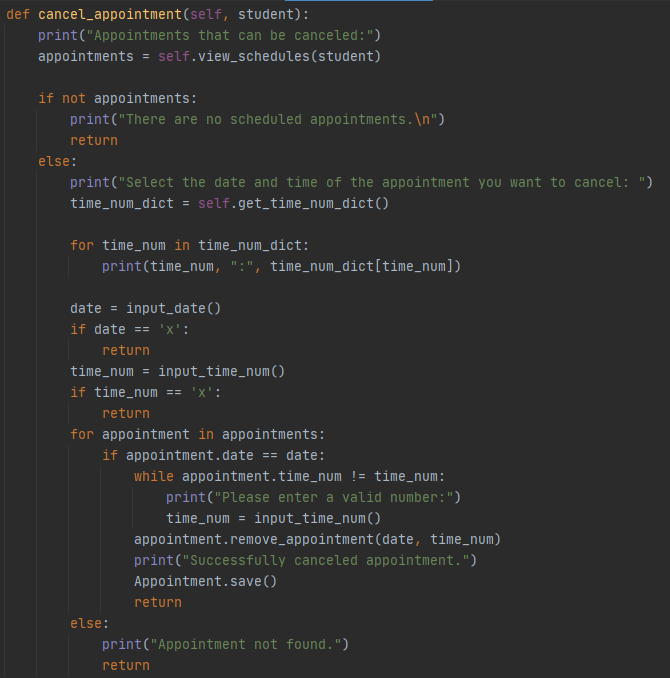 def cancel_appointment(self, student):
    print("Appointments that can be canceled:")
    appointments = self.view_schedules(student)

    if not appointments:
        print("There are no scheduled appointments.\n")
        return
    else:
        print("Select the date and time of the appointment you want to cancel: ")
        time_num_dict = self.get_time_num_dict()

        for time_num in time_num_dict:
            print(time_num, ":", time_num_dict[time_num])

        date = input_date()
        if date == 'x':
            return
        time_num = input_time_num()
        if time_num == 'x':
            return
        for appointment in appointments:
            if appointment.date == date:
                while appointment.time_num != time_num:
                    print("Please enter a valid number:")
                    time_num = input_time_num()
                appointment.remove_appointment(date, time_num)
                print("Successfully canceled appointment.")
                Appointment.save()
                return
        else:
            print("Appointment not found.")
            return